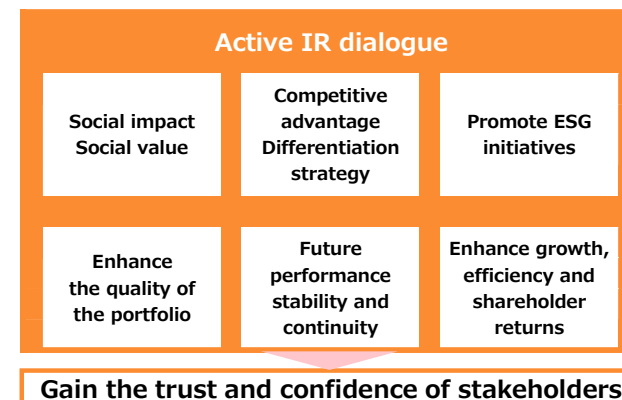 Active IR dialogue
Social impact
Social value
Competitive
advantage
Differentiation
strategy
Promote ESG
initiatives
Enhance
the quality of
the portfolio
Future
performance
stability and
continuity
Enhance growth,
efficiency and
shareholder
returns
Gain the trust and confidence of stakeholders